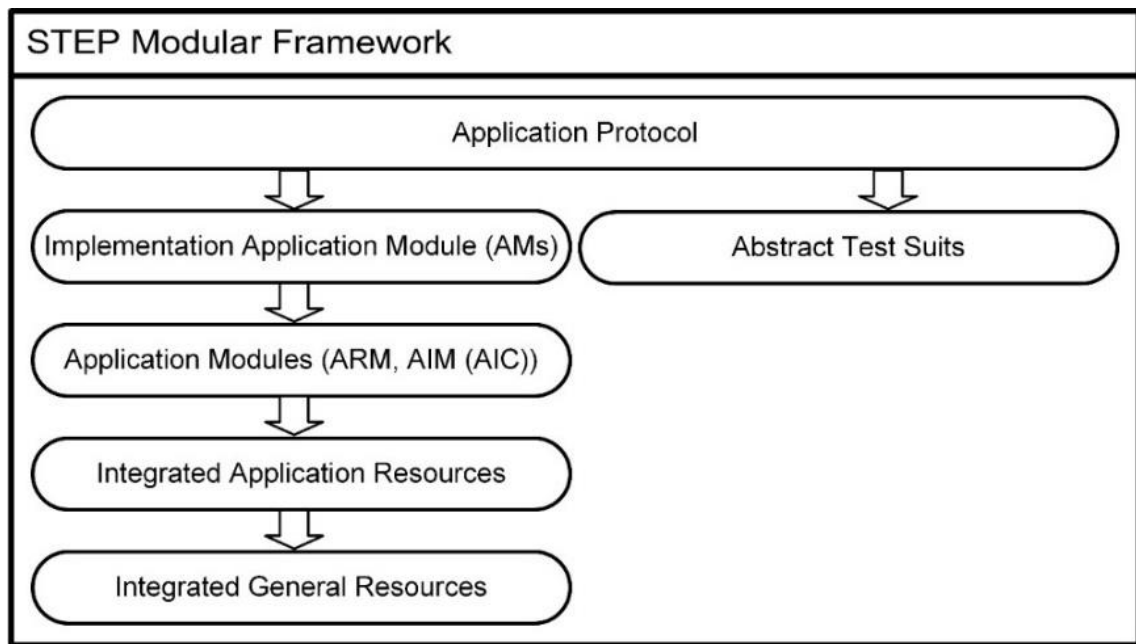 STEP Modular Framework
Application Protocol
Implementation Application Module (AMs)
Abstract Test Suits
Application Modules (ARM, AIM (AIC))
Integrated Application Resources
Integrated General Resources